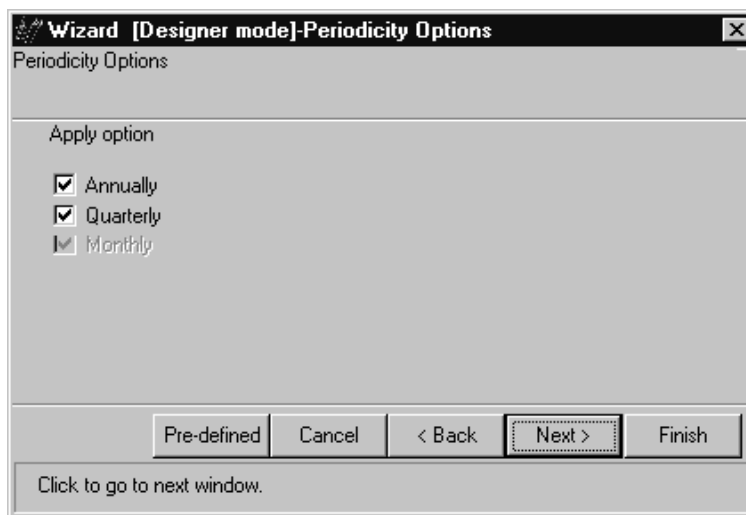 Wizard [Designer mode]-Periodicity Options
Periodicity Options
Apply option
Annually
Quarterly
Monthly
Pre-defined Cancel < Back Next > Finish
Click to go to next window.